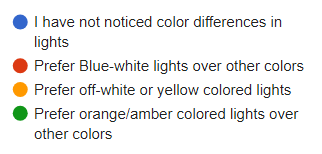 I have not noticed color differences in
lights
Prefer Blue-white lights over other colors
Prefer off-white or yellow colored lights
Prefer orange/amber colored lights over
other colors